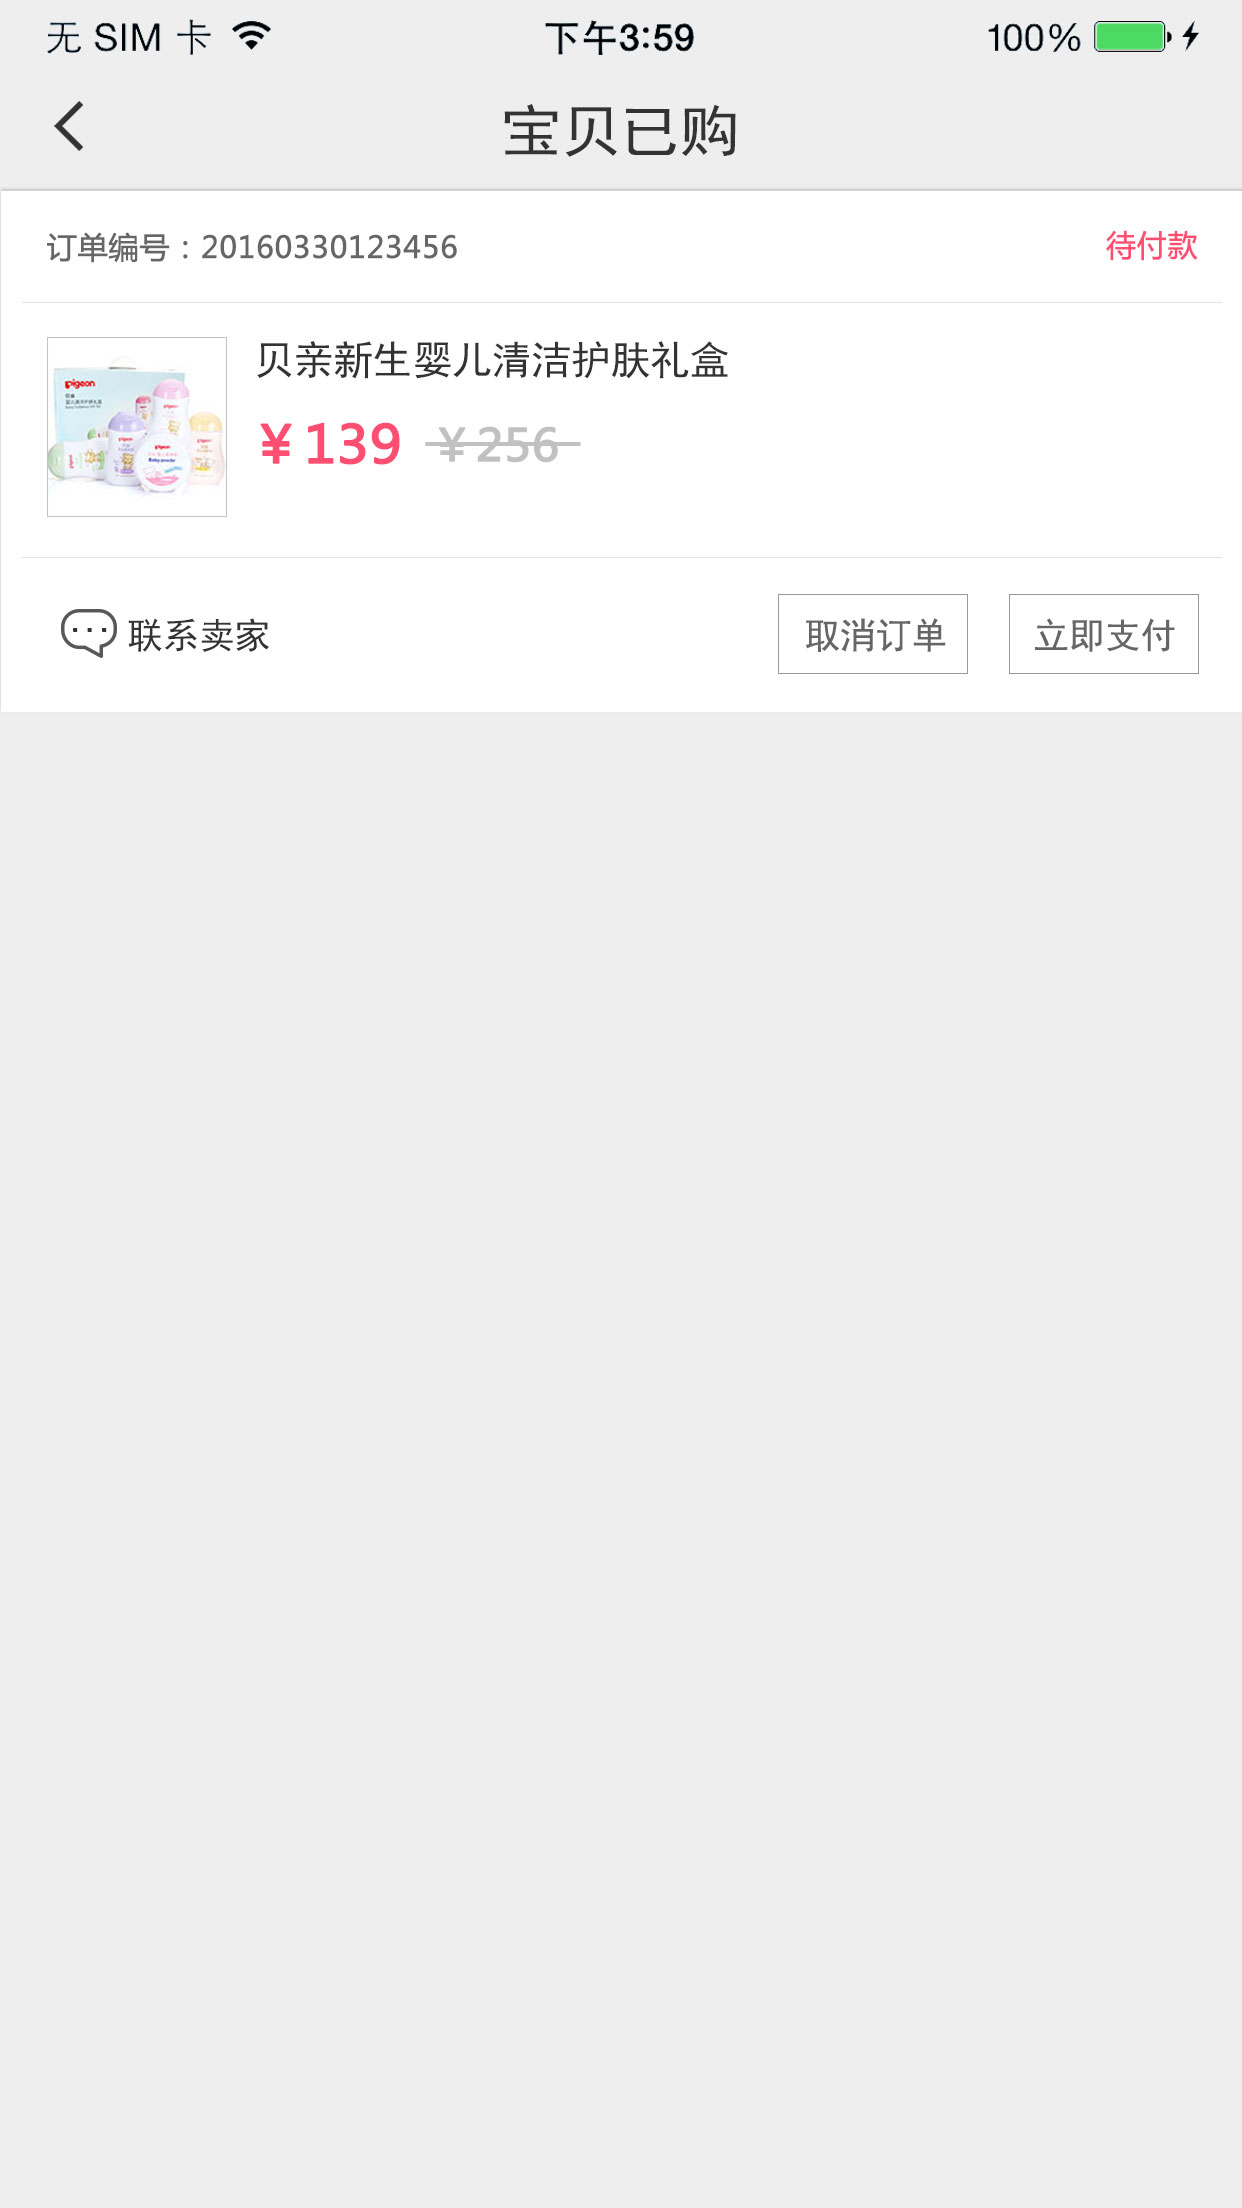 无 SIM 卡
下午3:59
100%
宝贝已购
订单编号：20160330123456
待付款
Pigeon
贝亲新生婴儿清洁护肤礼盒
¥139 ¥256
联系卖家
取消订单
立即支付